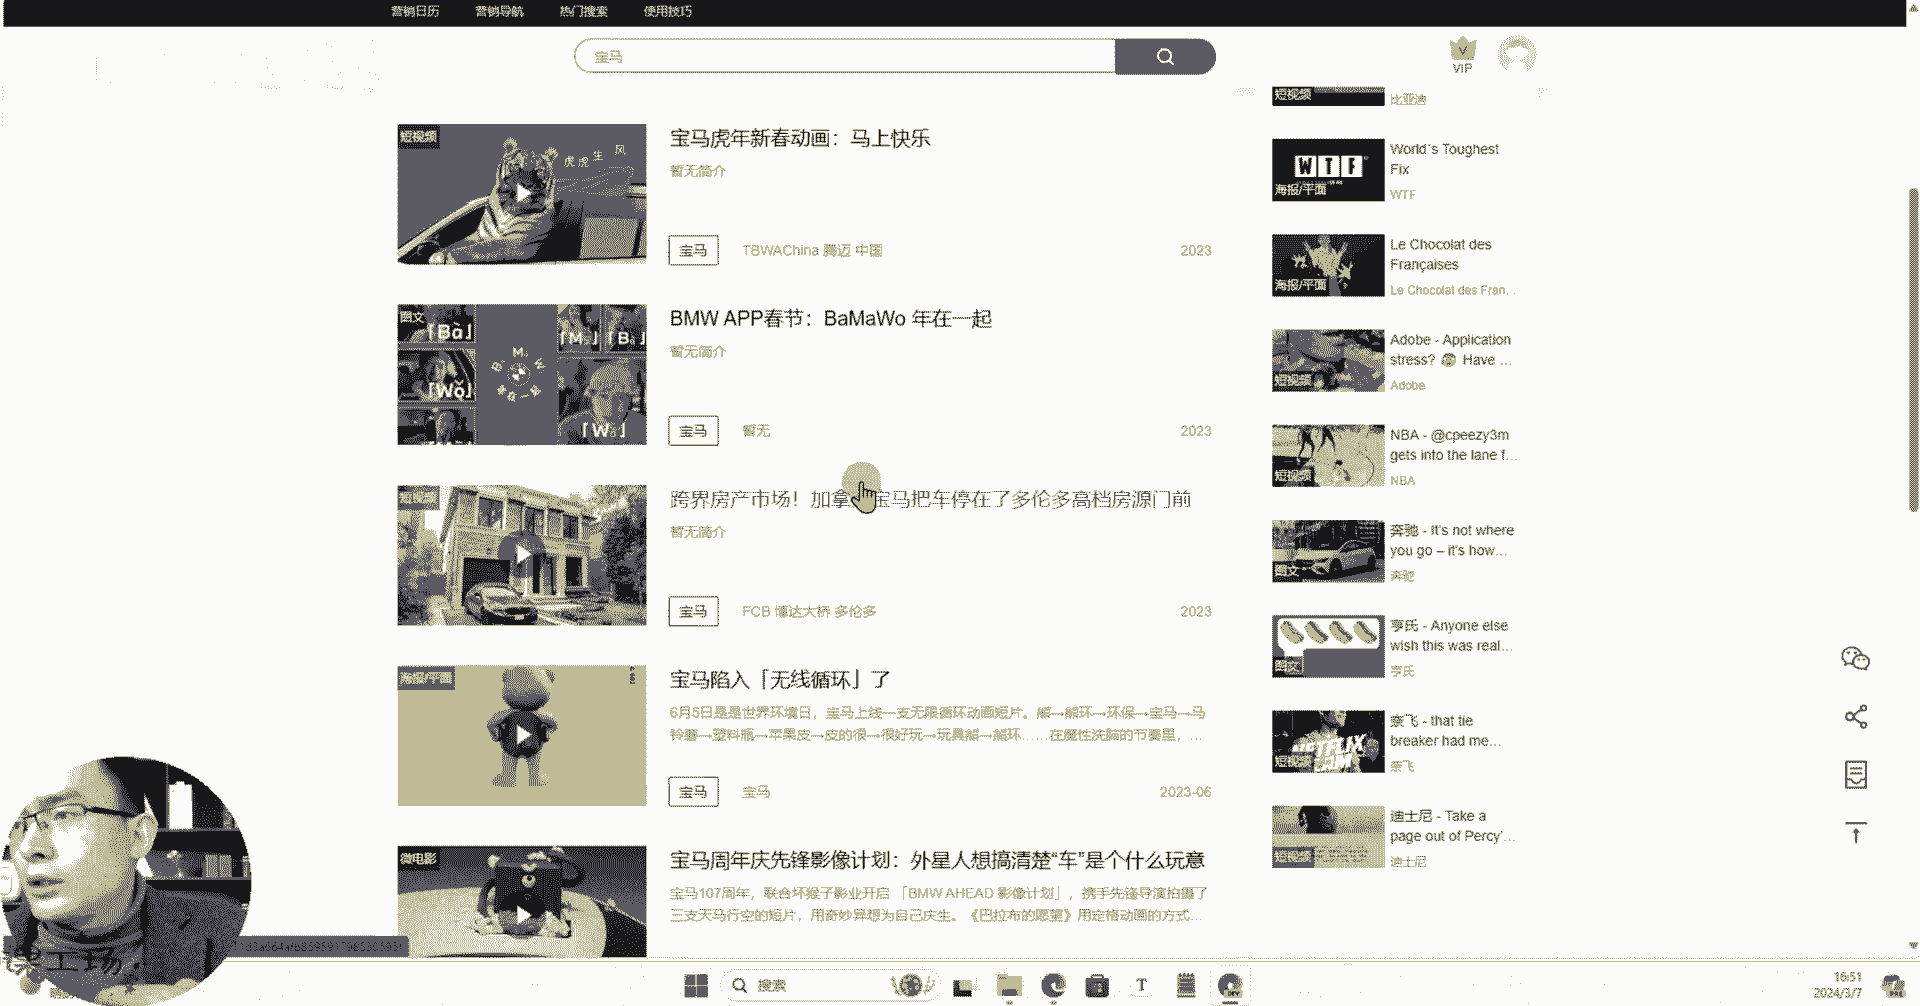 营销日历 营销导航 热门搜索 使用技巧
宝马
VIP
短视频
宝马虎年新春动画：马上快乐
虎虎生风
暂无简介
宝马 TBWAChina 腾迈 中国 2023
图文
BMW APP春节：BaMaWo 年在一起
「Bà」
「Wǒ」
暂无简介
宝马 暂无 2023
短视频
跨界房产市场！加拿 宝马把车停在了多伦多高档房源门前
暂无简介
宝马 FCB 博达大桥 多伦多 2023
海报/平面
宝马陷入「无线循环」了
6月5日是是世界环境日，宝马上线一支无限循环动画短片。熊→熊环→环保→宝马→马
铃薯→塑料瓶→苹果皮→皮的很→很好玩→玩具熊→熊环……在魔性洗脑的节奏里，...
宝马 宝马 2023-06
微电影
宝马周年庆先锋影像计划：外星人想搞清楚“车”是个什么玩意
宝马107周年，联合坏猴子影业开启「BMW AHEAD 影像计划」，携手先锋导演拍摄了
三支天马行空的短片，用奇妙异想为自己庆生。《巴拉布的愿望》用定格动画的方式...
短视频
比亚迪
WTF
海报/平面
World´s Toughest
Fix
WTF
海报/平面
Le Chocolat des
Françaises
Le Chocolat des Fran...
短视频
Adobe - Application
stress? Have ...
Adobe
短视频
NBA - @cpeezy3m
gets into the lane f...
NBA
图文
奔驰 - It's not where
you go – it's how...
奔驰
图文
亨氏 - Anyone else
wish this was real...
亨氏
短视频
奈飞 - that tie
breaker had me...
奈飞
短视频
迪士尼 - Take a
page out of Percy'...
迪士尼
课工场
搜索
16:51
2024/3/7